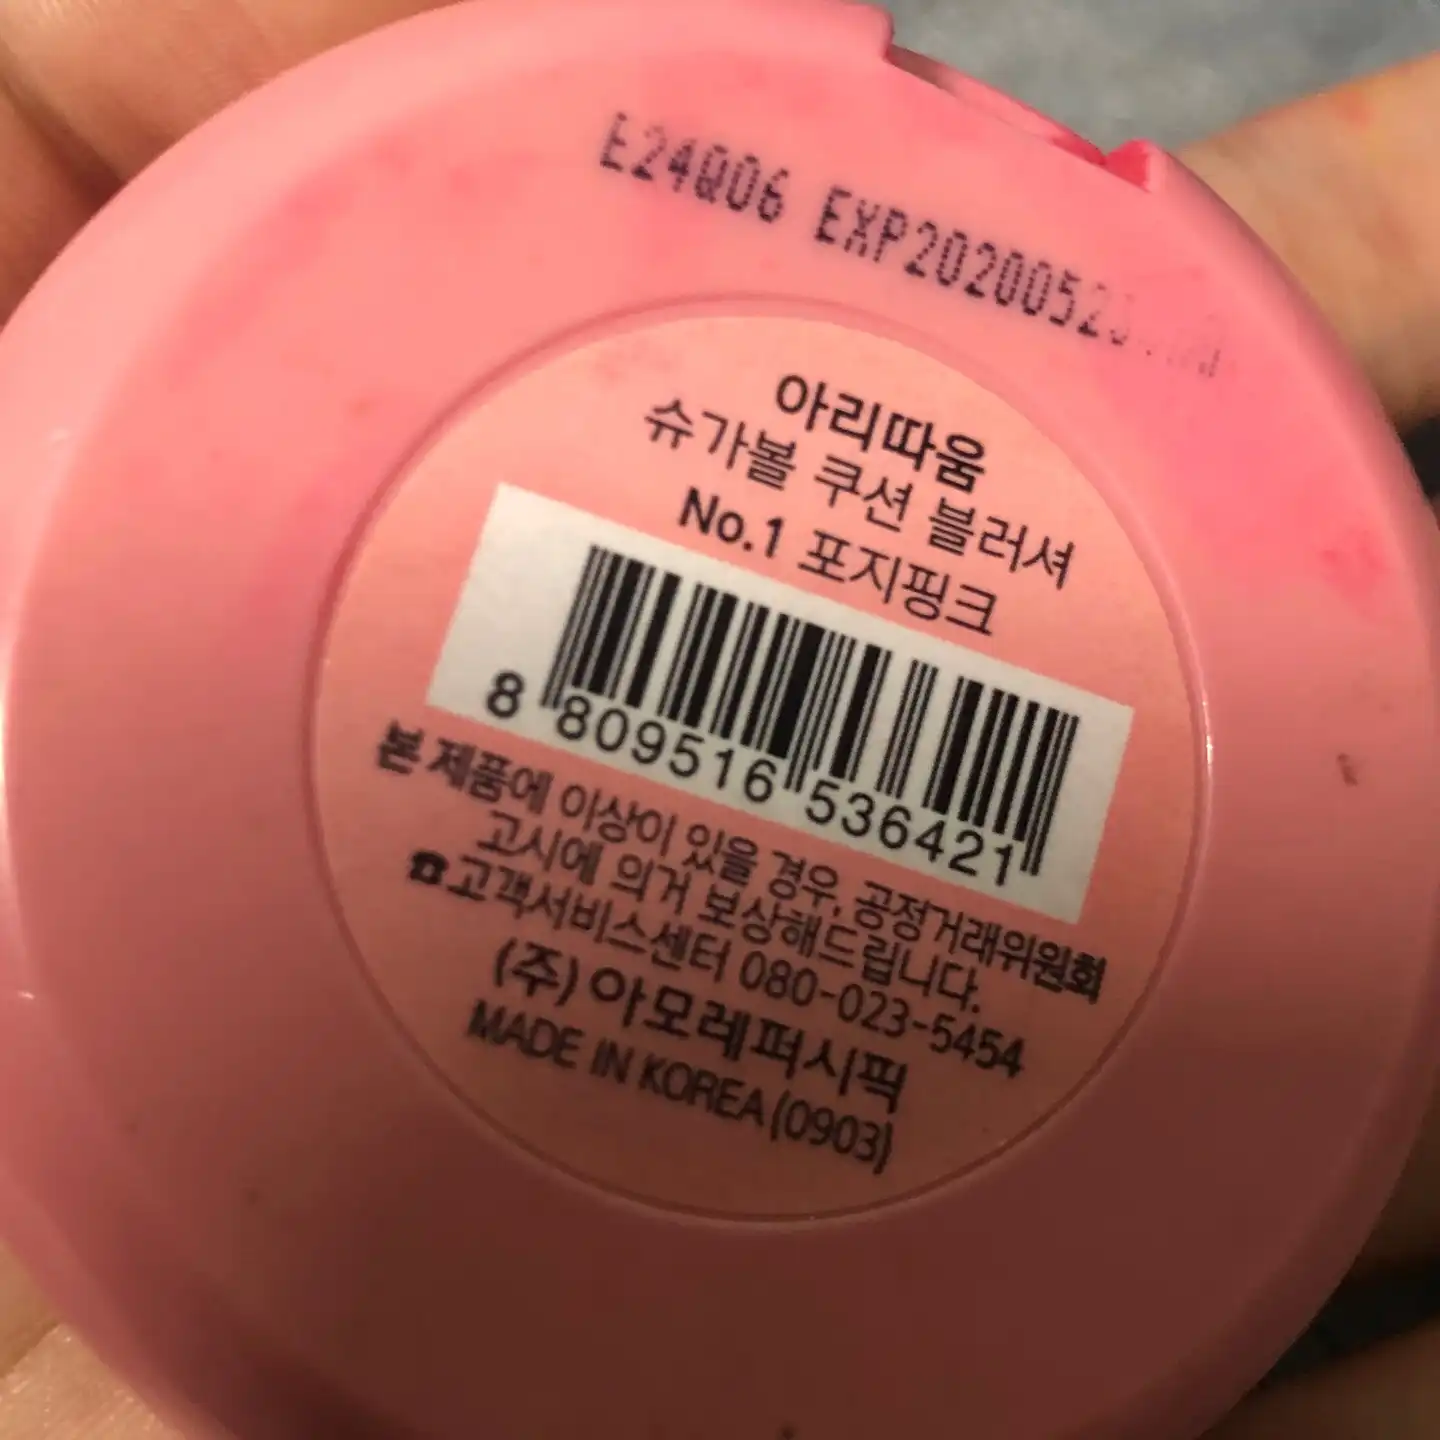 E24Q06 EXP2020052
아리따움
슈가볼 쿠션 블러셔
No.1 포지핑크
8 809516 536421
본 제품에 이상이 있을 경우, 공정거래위원회
고시에 의거 보상해드립니다.
☎고객서비스센터 080-023-5454
(주)아모레퍼시픽
MADE IN KOREA(0903)